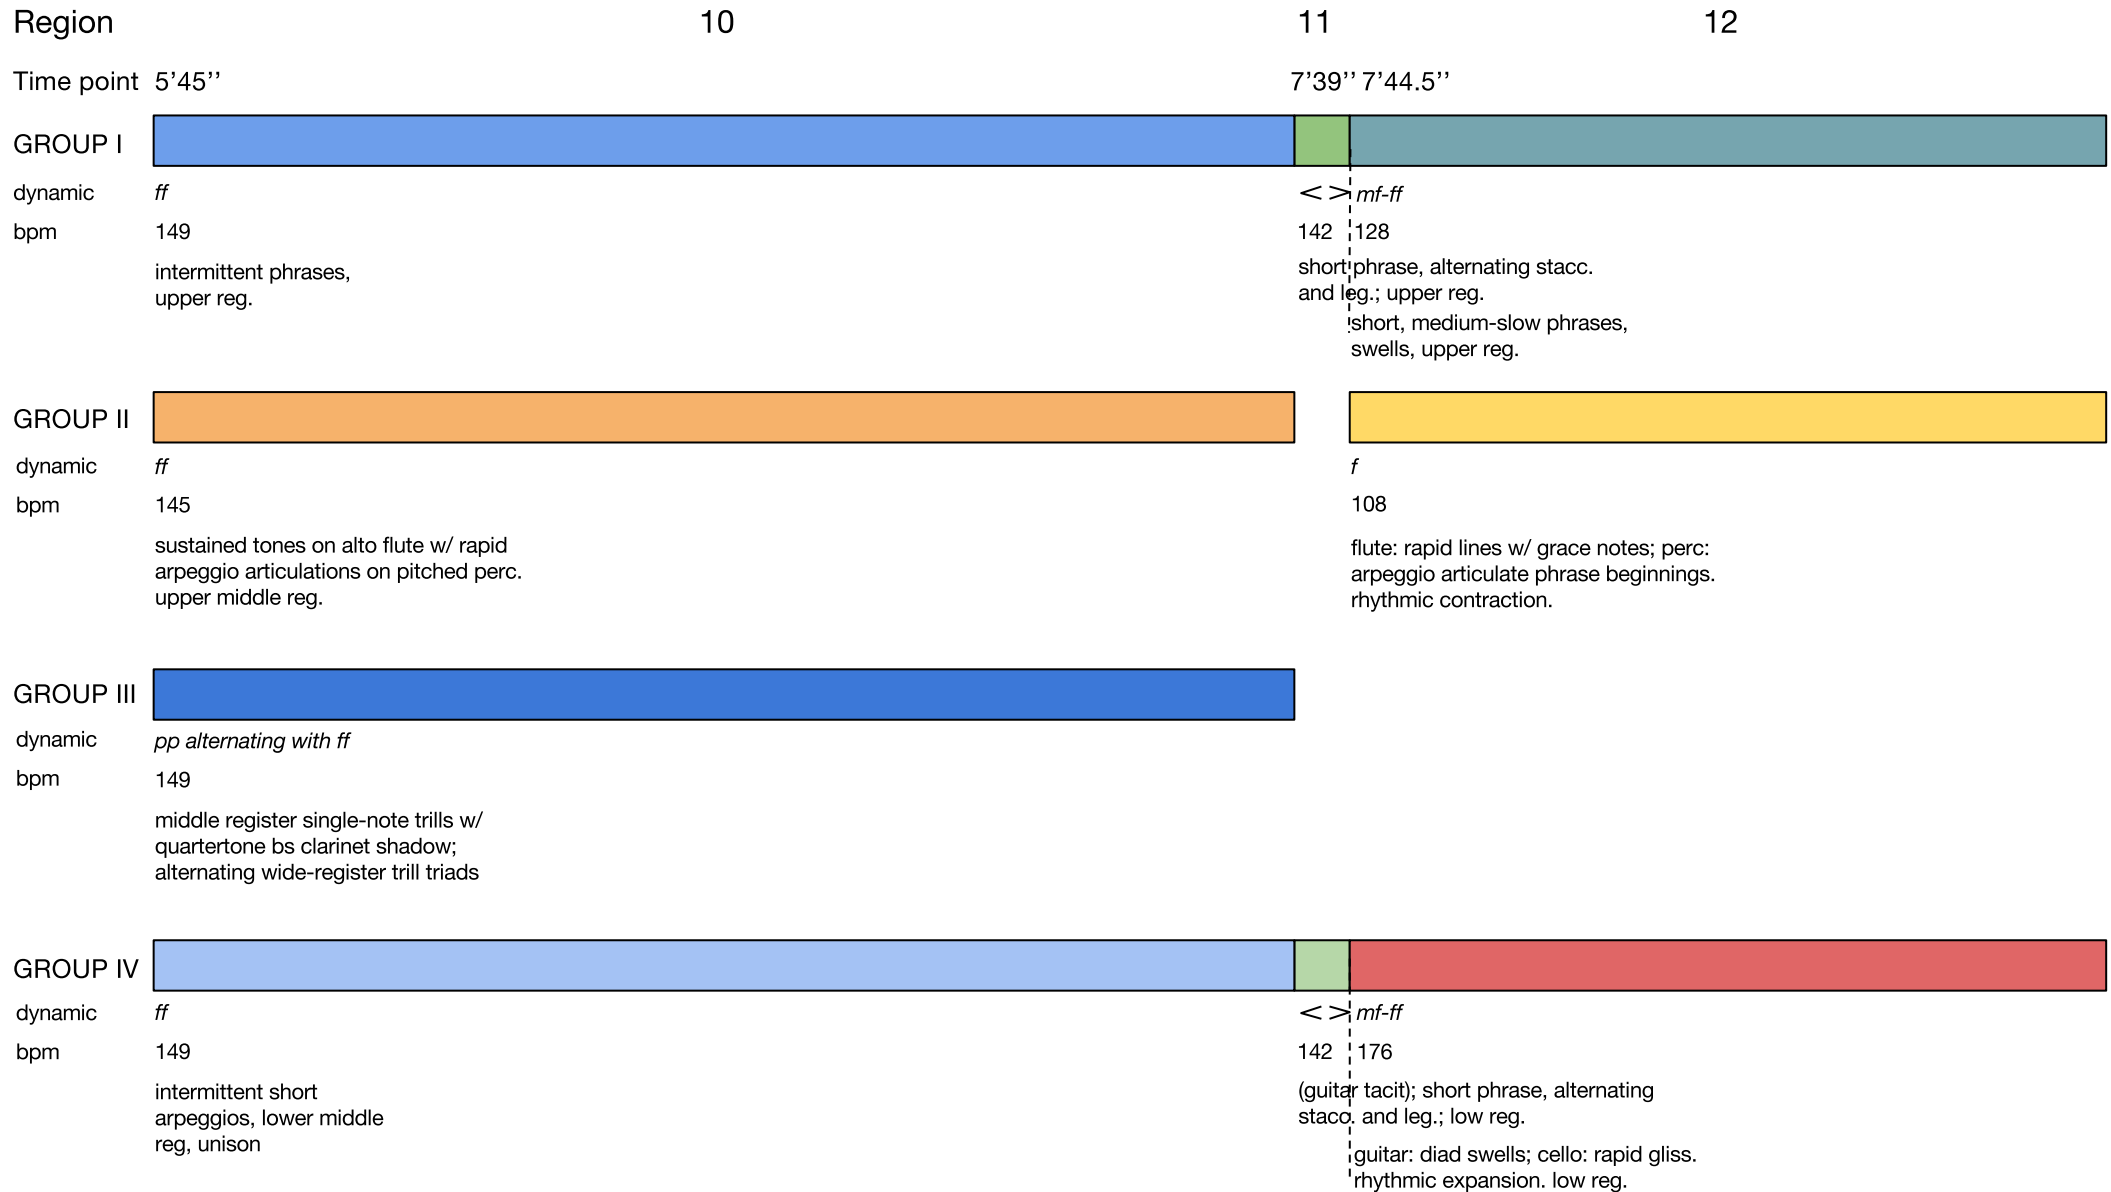 Region 10 11 12
Time point 5’45’’ 7’39’’ 7’44.5’’
GROUP I
dynamic ff < > mf-ff
bpm 149 142 128
intermittent phrases,
upper reg.
short phrase, alternating stacc.
and leg.; upper reg.
short, medium-slow phrases,
swells, upper reg.
GROUP II
dynamic ff f
bpm 145 108
sustained tones on alto flute w/ rapid
arpeggio articulations on pitched perc.
upper middle reg.
flute: rapid lines w/ grace notes; perc:
arpeggio articulate phrase beginnings.
rhythmic contraction.
GROUP III
dynamic pp alternating with ff
bpm 149
middle register single-note trills w/
quartertone bs clarinet shadow;
alternating wide-register trill triads
GROUP IV
dynamic ff < > mf-ff
bpm 149 142 176
intermittent short
arpeggios, lower middle
reg, unison
(guitar tacit); short phrase, alternating
stacc. and leg.; low reg.
guitar: diad swells; cello: rapid gliss.
rhythmic expansion. low reg.